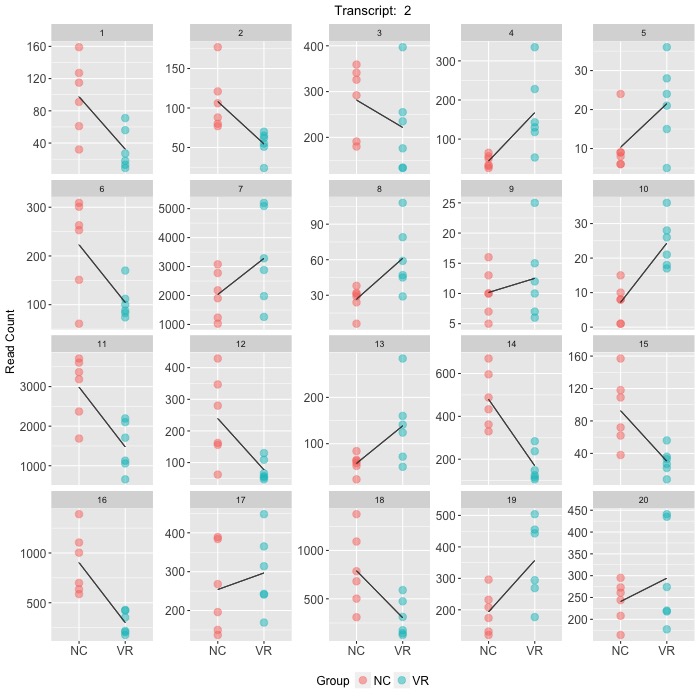 Transcript: 2
1 2 3 4 5
160 120 80 40
150 100 50
400 300 200
300 200 100
30 20 10
6 7 8 9 10
300 200 100
5000 4000 3000 2000 1000
90 60 30
25 20 15 10 5
30 20 10 0
Read Count
11 12 13 14 15
3000 2000 1000
400 300 200 100
200 100
600 400 200
160 120 80 40
16 17 18 19 20
1000 500
400 300 200
1000 500
500 400 300 200
450 400 350 300 250 200
NC VR NC VR NC VR NC VR NC VR
Group NC VR